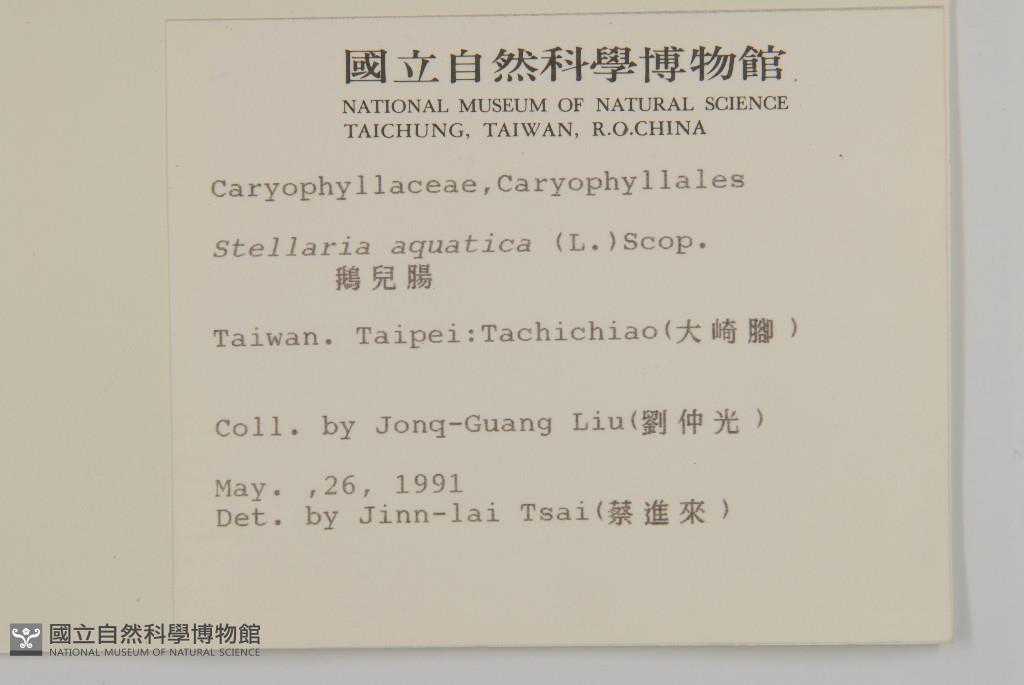 國立自然科學博物館
NATIONAL MUSEUM OF NATURAL SCIENCE
TAICHUNG, TAIWAN, R.O.CHINA
Caryophyllaceae,Caryophyllales
Stellaria aquatica (L.)Scop.
鵝兒腸
Taiwan. Taipei:Tachichiao(大崎腳)
Coll. by Jonq-Guang Liu(劉仲光)
May. ,26, 1991
Det. by Jinn-lai Tsai(蔡進來)
國立自然科學博物館
NATIONAL MUSEUM OF NATURAL SCIENCE